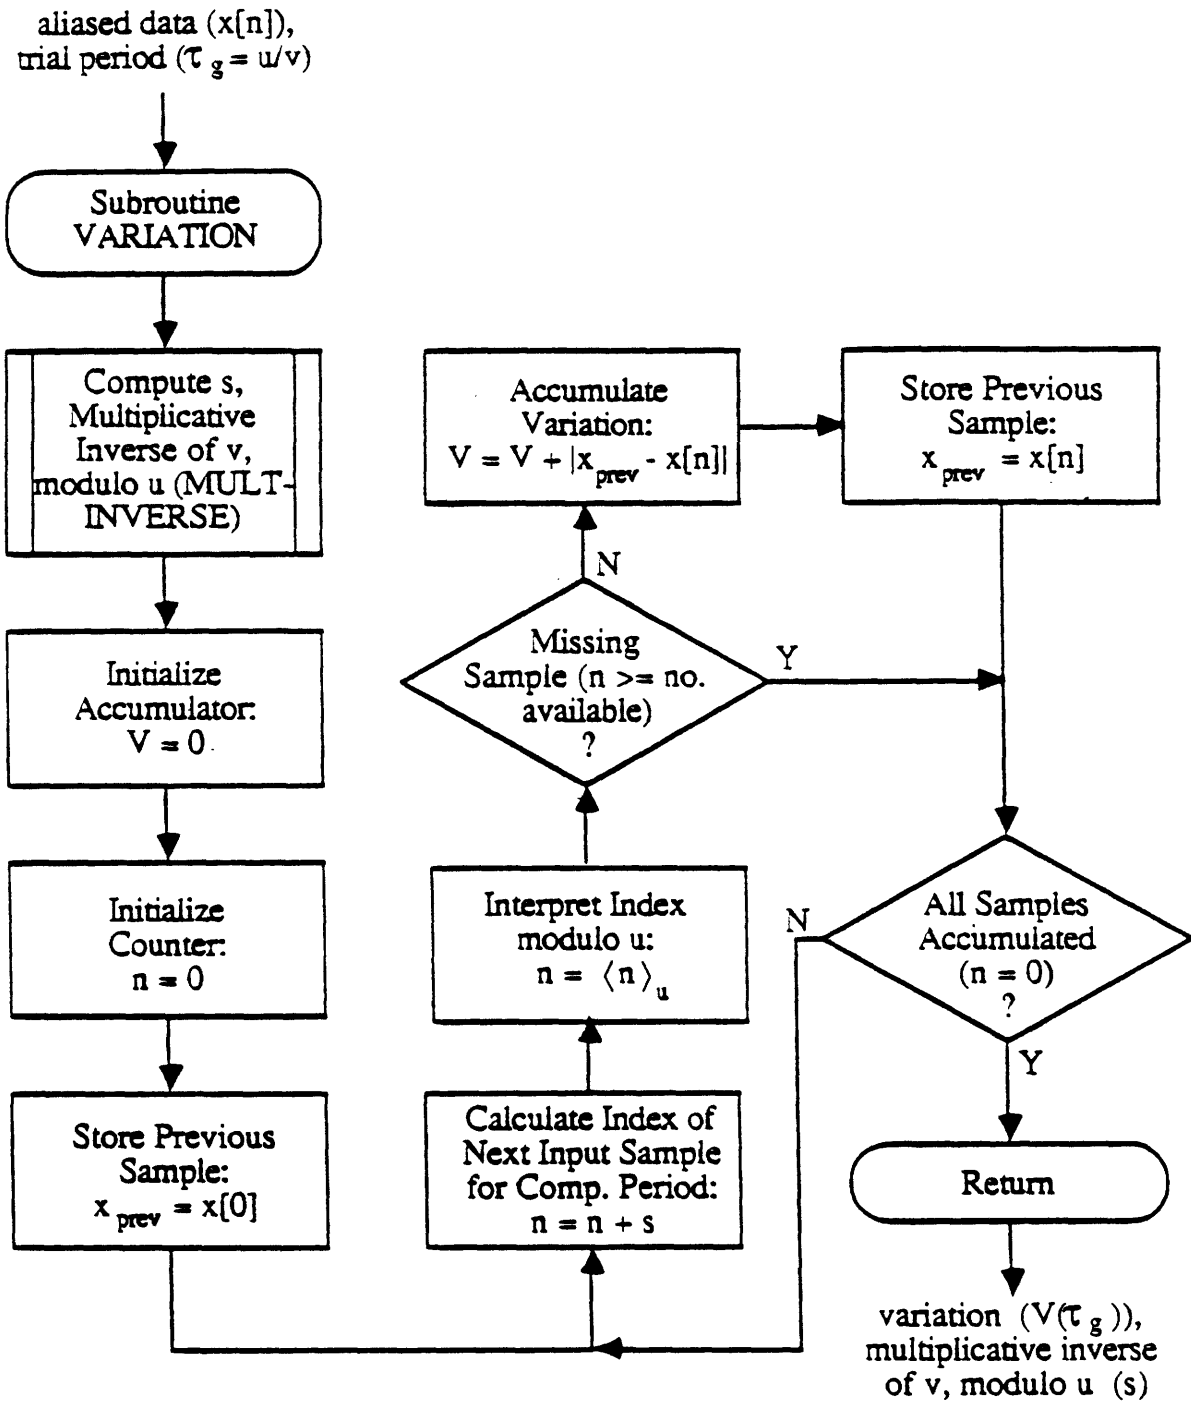 aliased data (x[n]),
trial period (τ g = u/v)
Subroutine
VARIATION
Compute s,
Multiplicative
Inverse of v,
modulo u (MULT-
INVERSE)
Initialize
Accumulator:
V = 0
Initialize
Counter:
n = 0
Store Previous
Sample:
x prev = x[0]
Accumulate
Variation:
V = V + |x prev - x[n]|
Store Previous
Sample:
x prev = x[n]
N
Missing
Sample (n >= no.
available)
?
Y
Interpret Index
modulo u:
n = ⟨n⟩ u
Calculate Index of
Next Input Sample
for Comp. Period:
n = n + s
N
All Samples
Accumulated
(n = 0)
?
Y
Return
variation (V(τ g)),
multiplicative inverse
of v, modulo u (s)